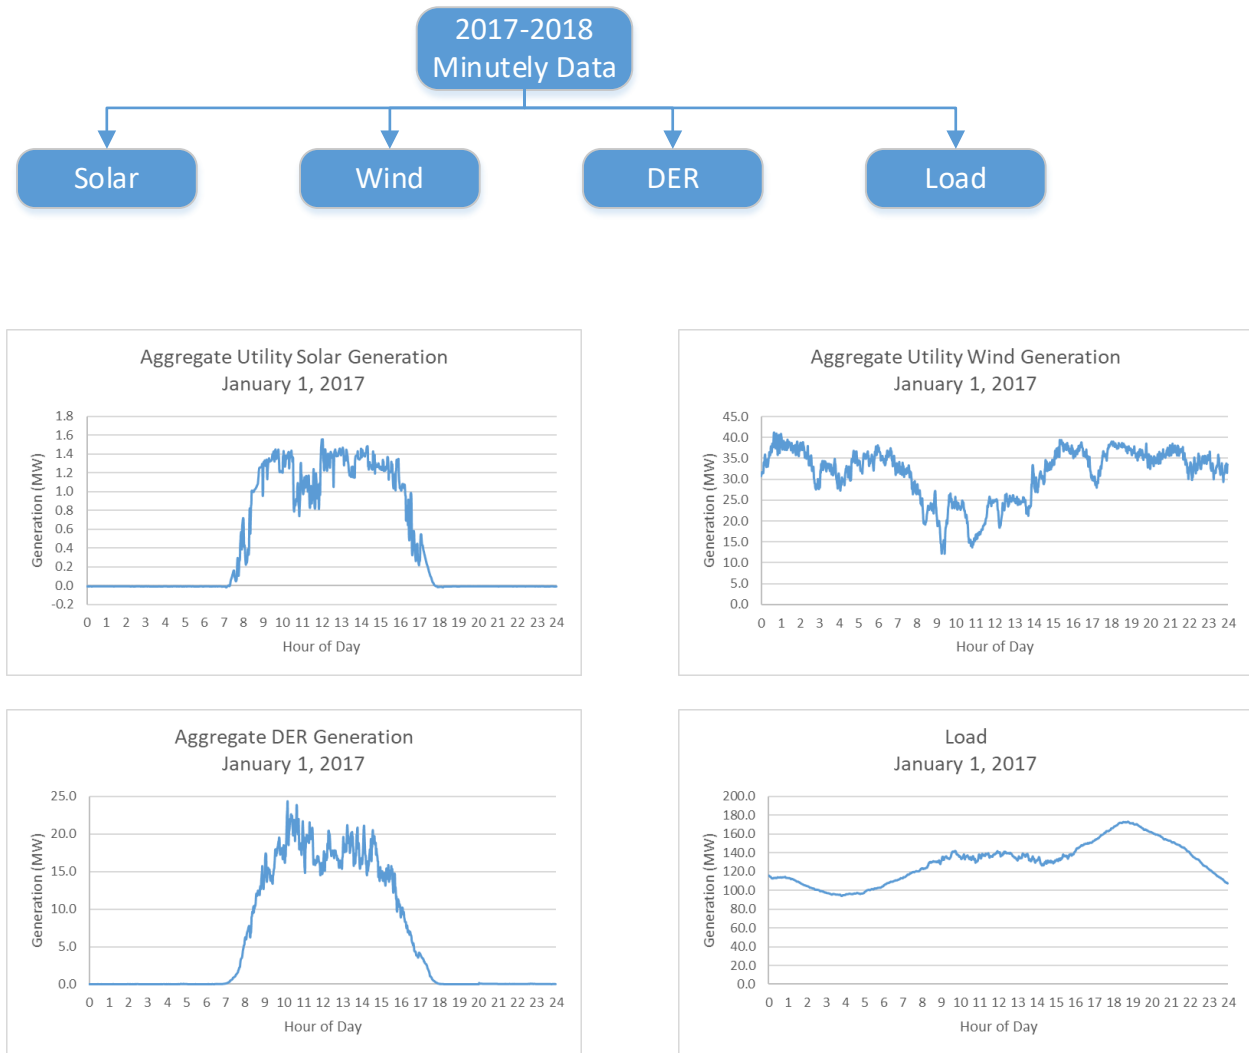 2017-2018
Minutely Data
Solar
Wind
DER
Load
Aggregate Utility Solar Generation
January 1, 2017
Generation (MW)
1.8
1.6
1.4
1.2
1.0
0.8
0.6
0.4
0.2
0.0
-0.2
0 1 2 3 4 5 6 7 8 9 10 11 12 13 14 15 16 17 18 19 20 21 22 23 24
Hour of Day
Aggregate Utility Wind Generation
January 1, 2017
Generation (MW)
45.0
40.0
35.0
30.0
25.0
20.0
15.0
10.0
5.0
0.0
0 1 2 3 4 5 6 7 8 9 10 11 12 13 14 15 16 17 18 19 20 21 22 23 24
Hour of Day
Aggregate DER Generation
January 1, 2017
Generation (MW)
25.0
20.0
15.0
10.0
5.0
0.0
0 1 2 3 4 5 6 7 8 9 10 11 12 13 14 15 16 17 18 19 20 21 22 23 24
Hour of Day
Load
January 1, 2017
Generation (MW)
200.0
180.0
160.0
140.0
120.0
100.0
80.0
60.0
40.0
20.0
0.0
0 1 2 3 4 5 6 7 8 9 10 11 12 13 14 15 16 17 18 19 20 21 22 23 24
Hour of Day